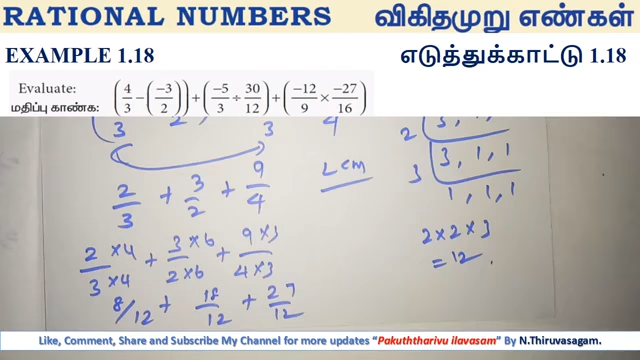 RATIONAL NUMBERS விகிதமுறு எண்கள்
EXAMPLE 1.18 எடுத்துக்காட்டு 1.18
Evaluate: (4/3 − (−3/2)) + (−5/3 ÷ 30/12) + (−12/9 × −27/16)
மதிப்பு காண்க:
3 3 4
2 3, 1, 1
3 3, 1, 1
1, 1, 1
2/3 + 3/2 + 9/4 LCM
2×4/3×4 + 3×6/2×6 + 9×3/4×3
2×2×3
= 12
8/12 + 18/12 + 27/12
Like, Comment, Share and Subscribe My Channel for more updates “Pakuththarivu ilavasam” By N.Thiruvasagam.